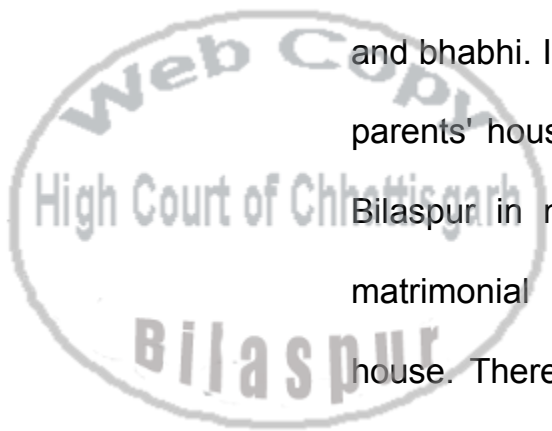 Web Copy
High Court of Chhattisgarh
Bilaspur
and bhabhi. I
parents' hous
Bilaspur in r
matrimonial
house. There